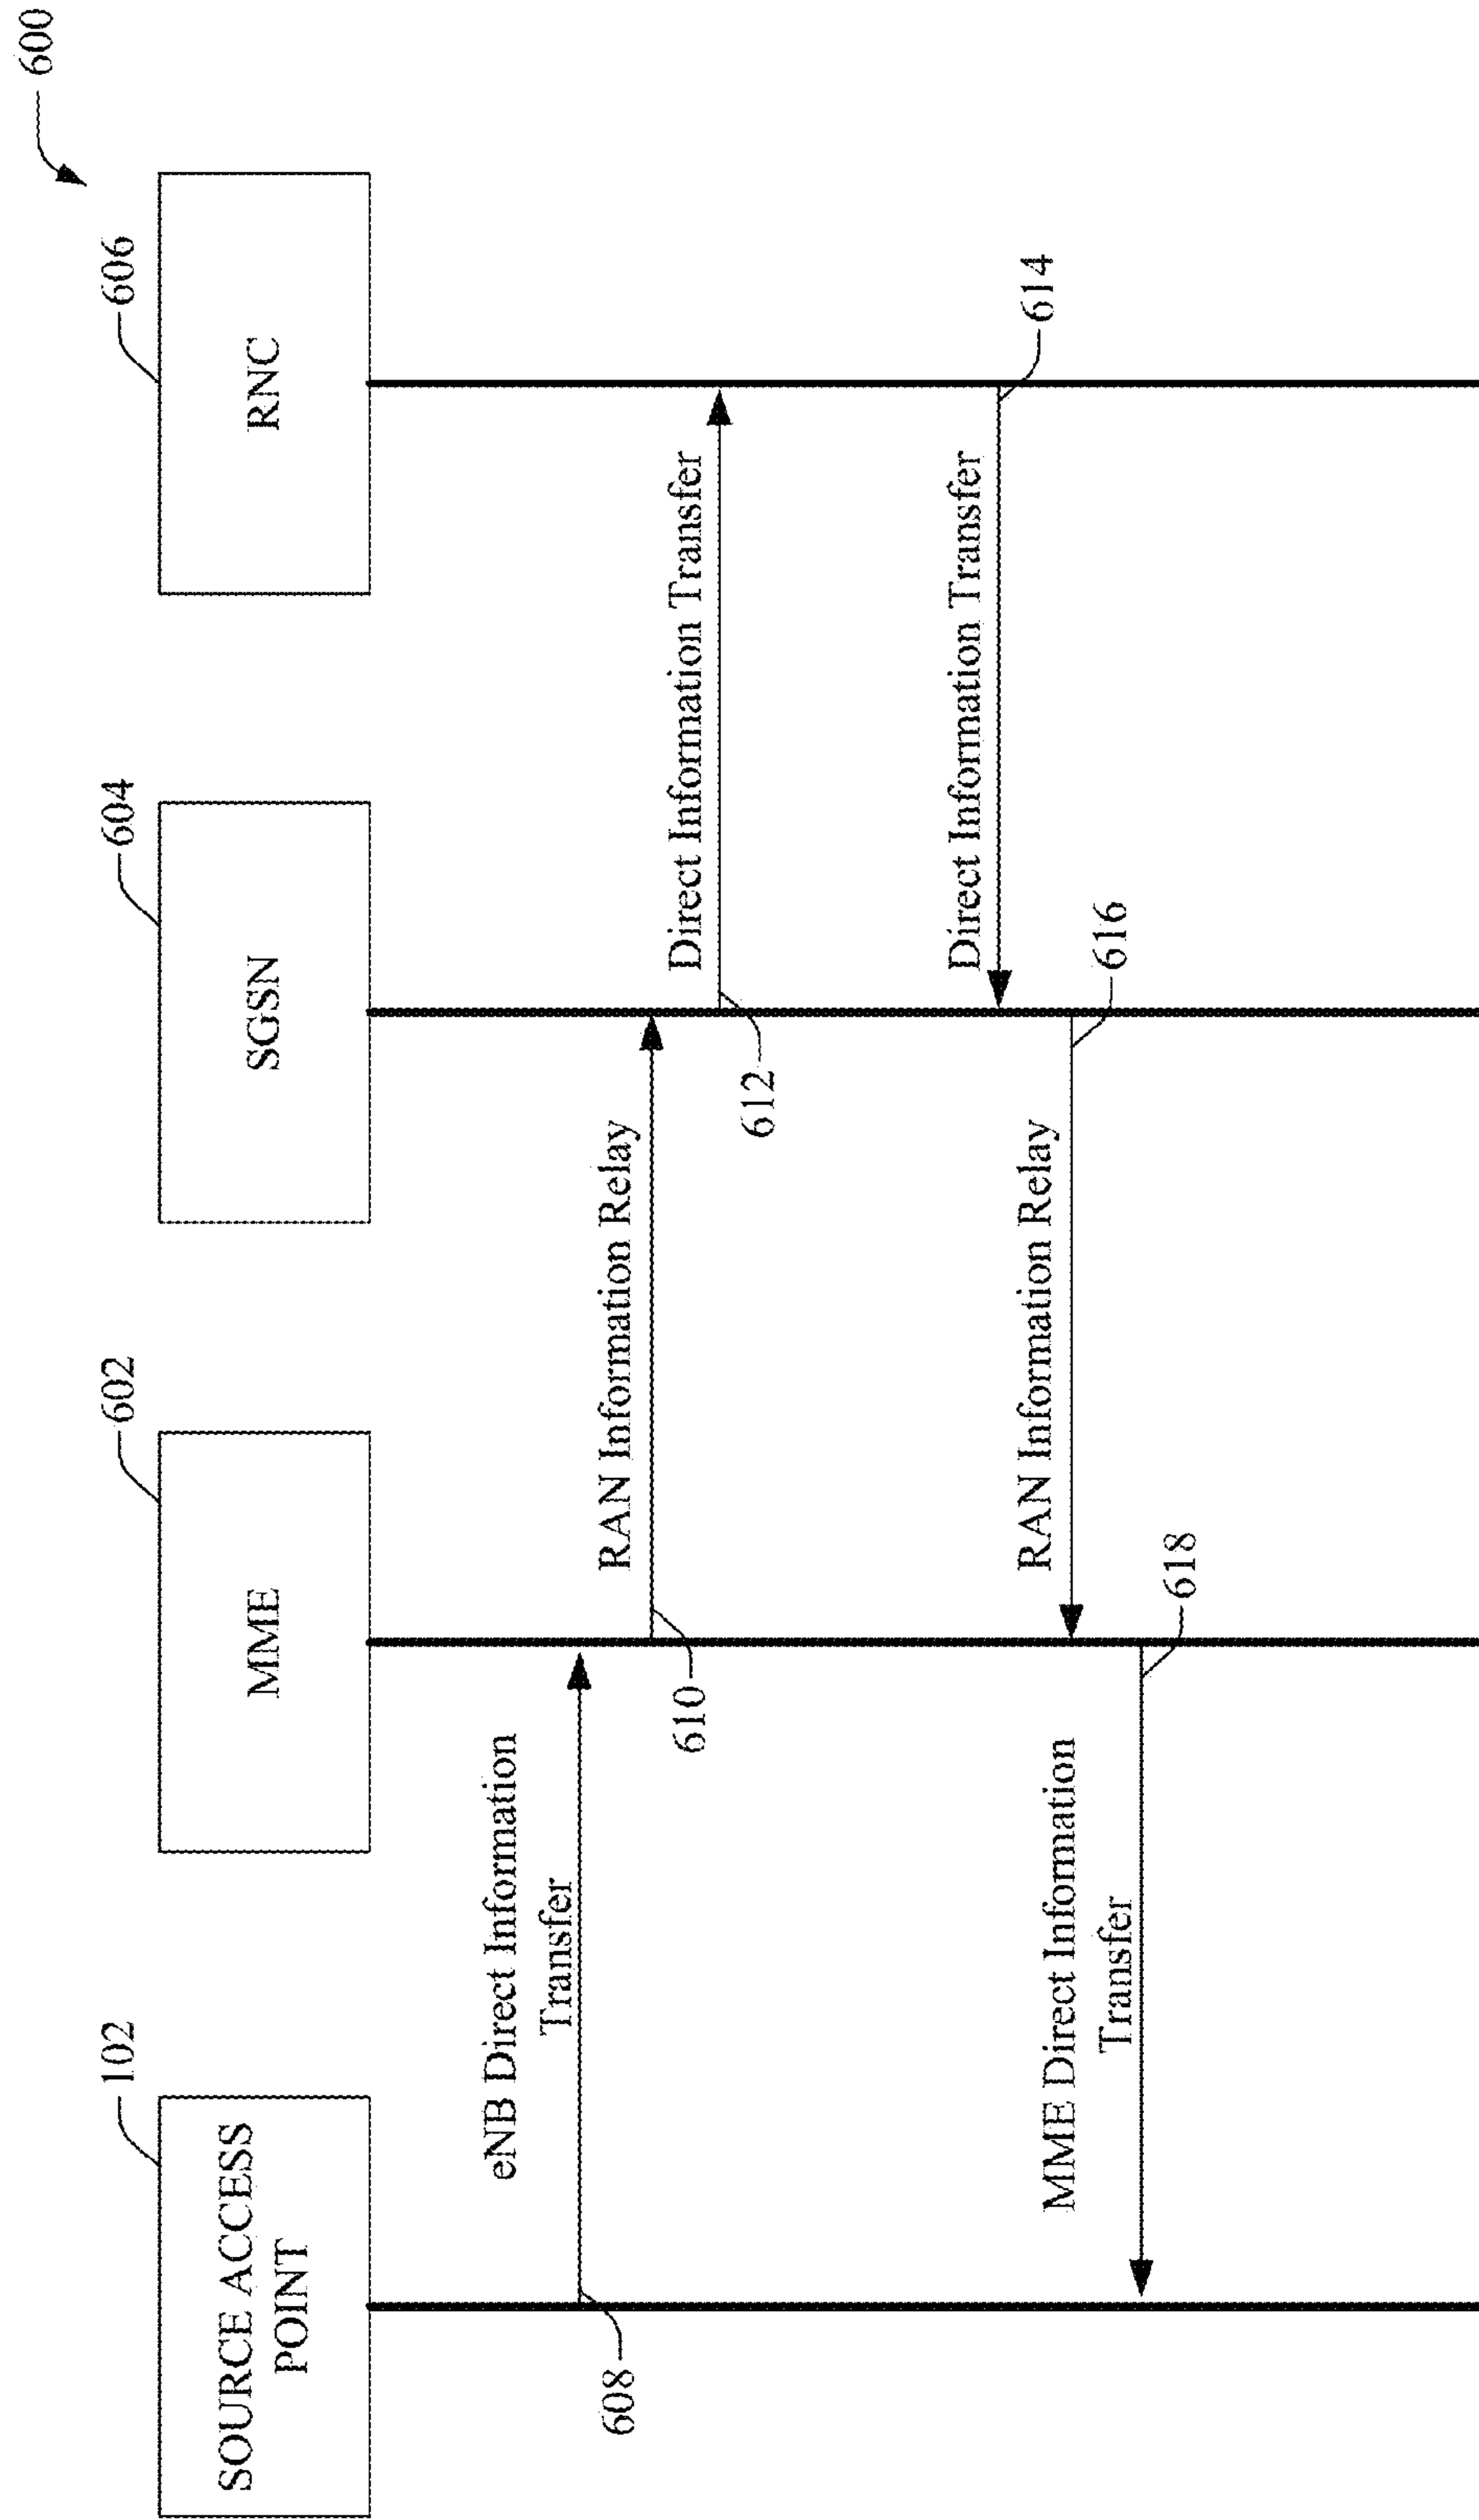 600
102
602
604
606
SOURCE ACCESS
POINT
MME
SGSN
RNC
eNB Direct Information
Transfer
608
RAN Information Relay
610
Direct Information Transfer
612
Direct Information Transfer
614
RAN Information Relay
616
MME Direct Information
Transfer
618